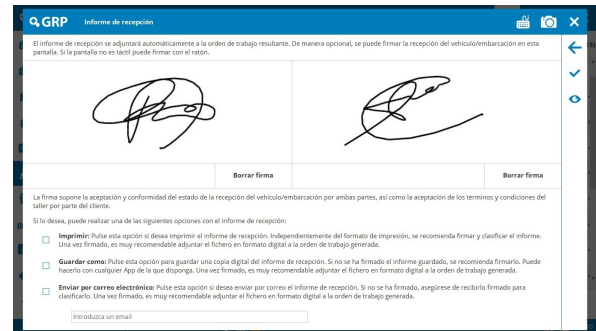 GRP Informe de recepción
El informe de recepción se adjuntará automáticamente a la orden de trabajo resultante. De manera opcional, se puede firmar la recepción del vehículo/embarcación en esta
pantalla. Si la pantalla no es táctil puede firmar con el ratón.
Borrar firma Borrar firma
La firma supone la aceptación y conformidad del estado de la recepción del vehículo/embarcación por ambas partes, así como la aceptación de los términos y condiciones del
taller por parte del cliente.
Si lo desea, puede realizar una de las siguientes opciones con el informe de recepción:
Imprimir: Pulse esta opción si desea imprimir el informe de recepción. Independientemente del formato de impresión, se recomienda firmar y clasificar el informe.
Una vez firmado, es muy recomendable adjuntar el fichero en formato digital a la orden de trabajo generada.
Guardar como: Pulse esta opción para guardar una copia digital del informe de recepción. Si no se ha firmado el informe guardado, se recomienda firmarlo. Puede
hacerlo con cualquier App de la que disponga. Una vez firmado, es muy recomendable adjuntar el fichero en formato digital a la orden de trabajo generada.
Enviar por correo electrónico: Pulse esta opción si desea enviar por correo el informe de recepción. Si no se ha firmado, asegúrese de recibirlo firmado para
clasificarlo. Una vez firmado, es muy recomendable adjuntar el fichero en formato digital a la orden de trabajo generada.
Introduzca un email